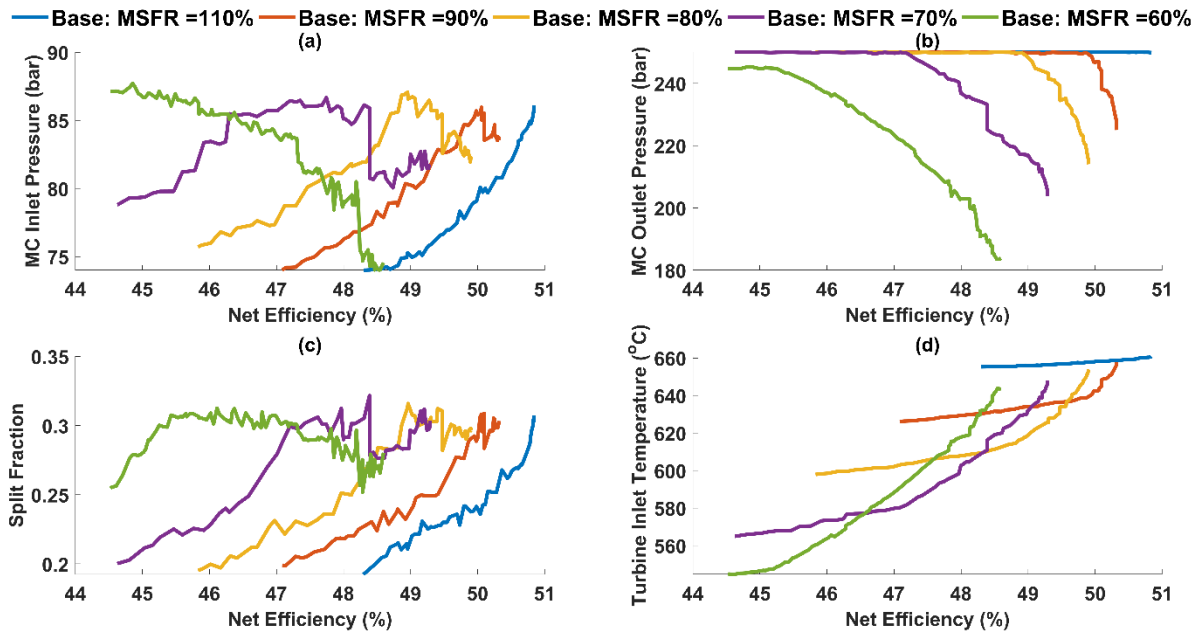 Base: MSFR =110% Base: MSFR =90% Base: MSFR =80% Base: MSFR =70% Base: MSFR =60%
(a)
MC Inlet Pressure (bar)
90
85
80
75
44 45 46 47 48 49 50 51
Net Efficiency (%)
(b)
MC Outlet Pressure (bar)
240
220
200
180
44 45 46 47 48 49 50 51
Net Efficiency (%)
(c)
Split Fraction
0.35
0.3
0.25
0.2
44 45 46 47 48 49 50 51
Net Efficiency (%)
(d)
Turbine Inlet Temperature (°C)
660
640
620
600
580
560
44 45 46 47 48 49 50 51
Net Efficiency (%)